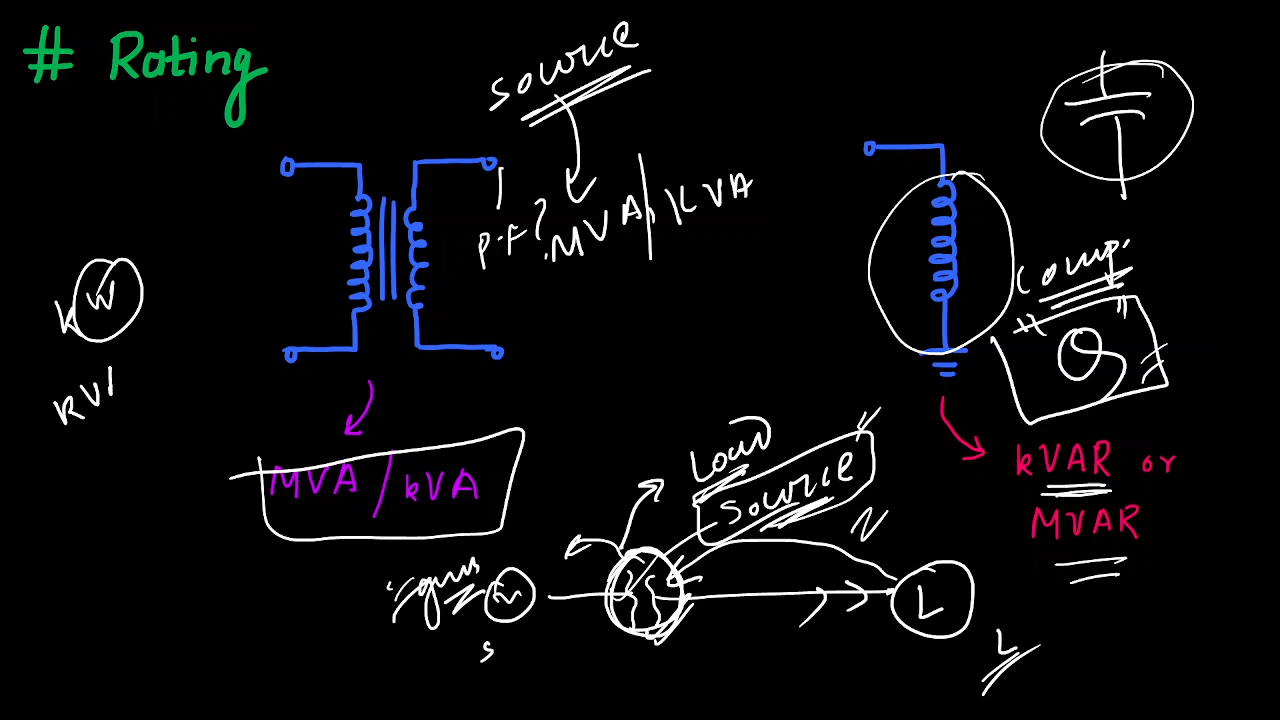 # Rating
source
P.F?
MVA/KVA
kW
KVA
comp.
Q
MVA / kVA
kVAR or
MVAR
Load
Source
L
S
L